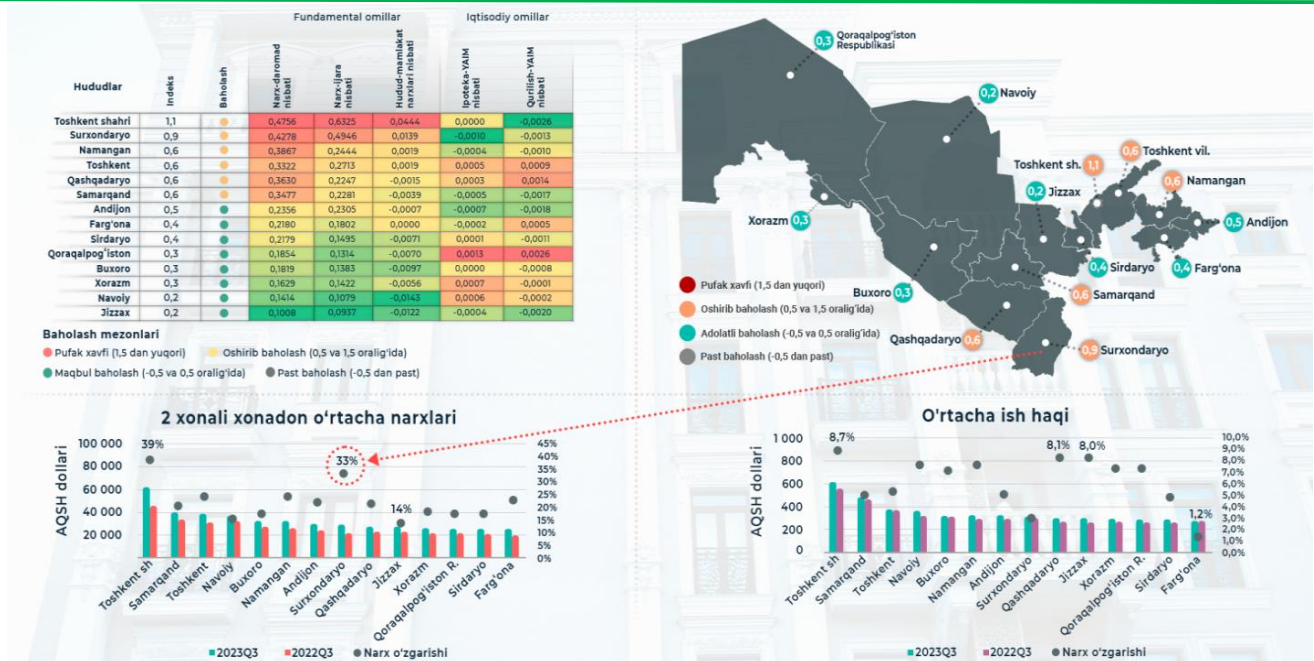 Fundamental omillar Iqtisodiy omillar
Hududlar Indeks Baholash Narx-daromad nisbati Narx-ijara nisbati Hudud-mamlakat narxlari nisbati Ipoteka-YAIM nisbati Qurilish-YAIM nisbati
Toshkent shahri 1,1 0,4756 0,6325 0,0444 0,0000 -0,0026
Surxondaryo 0,9 0,4278 0,4946 0,0139 -0,0010 -0,0013
Namangan 0,6 0,3867 0,2444 0,0019 -0,0004 -0,0010
Toshkent 0,6 0,3322 0,2713 0,0019 0,0005 0,0009
Qashqadaryo 0,6 0,3630 0,2247 -0,0015 0,0003 0,0014
Samarqand 0,6 0,3477 0,2281 -0,0039 -0,0005 -0,0017
Andijon 0,5 0,2356 0,2305 -0,0007 -0,0007 -0,0018
Farg'ona 0,4 0,2180 0,1802 0,0000 -0,0002 0,0005
Sirdaryo 0,4 0,2179 0,1495 -0,0071 0,0001 -0,0011
Qoraqalpog'iston 0,3 0,1854 0,1314 -0,0070 0,0013 0,0026
Buxoro 0,3 0,1819 0,1383 -0,0097 0,0000 -0,0008
Xorazm 0,3 0,1629 0,1422 -0,0056 0,0007 -0,0001
Navoiy 0,2 0,1414 0,1079 -0,0143 0,0006 -0,0002
Jizzax 0,2 0,1008 0,0937 -0,0122 -0,0004 -0,0020
Baholash mezonlari
Pufak xavfi (1,5 dan yuqori) Oshirib baholash (0,5 va 1,5 oralig'ida)
Maqbul baholash (-0,5 va 0,5 oralig'ida) Past baholash (-0,5 dan past)
0,3 Qoraqalpog'iston
Respublikasi
0,2 Navoiy
0,6 Toshkent vil.
Toshkent sh. 1,1
0,6 Namangan
0,2 Jizzax
Xorazm 0,3
0,5 Andijon
0,4 Sirdaryo
0,4 Farg'ona
Buxoro 0,3
0,6 Samarqand
Qashqadaryo 0,6
0,9 Surxondaryo
Pufak xavfi (1,5 dan yuqori)
Oshirib baholash (0,5 va 1,5 oralig'ida)
Adolatli baholash (-0,5 va 0,5 oralig'ida)
Past baholash (-0,5 dan past)
2 xonali xonadon o'rtacha narxlari
AQSH dollari
100 000
80 000
60 000
40 000
20 000
39%
33%
14%
45%
40%
35%
30%
25%
20%
15%
10%
5%
0%
Toshkent sh
Samarqand
Toshkent
Navoiy
Buxoro
Namangan
Andijon
Surxondaryo
Qashqadaryo
Jizzax
Xorazm
Qoraqalpog'iston R.
Sirdaryo
Farg'ona
2023Q3 2022Q3 Narx o'zgarishi
O'rtacha ish haqi
AQSH dollari
1 000
800
600
400
200
0
8,7%
8,1%
8,0%
1,2%
10,0%
9,0%
8,0%
7,0%
6,0%
5,0%
4,0%
3,0%
2,0%
1,0%
0,0%
Toshkent sh
Samarqand
Toshkent
Navoiy
Buxoro
Namangan
Andijon
Surxondaryo
Qashqadaryo
Jizzax
Xorazm
Qoraqalpog'iston R.
Sirdaryo
Farg'ona
2023Q3 2022Q3 Narx o'zgarishi